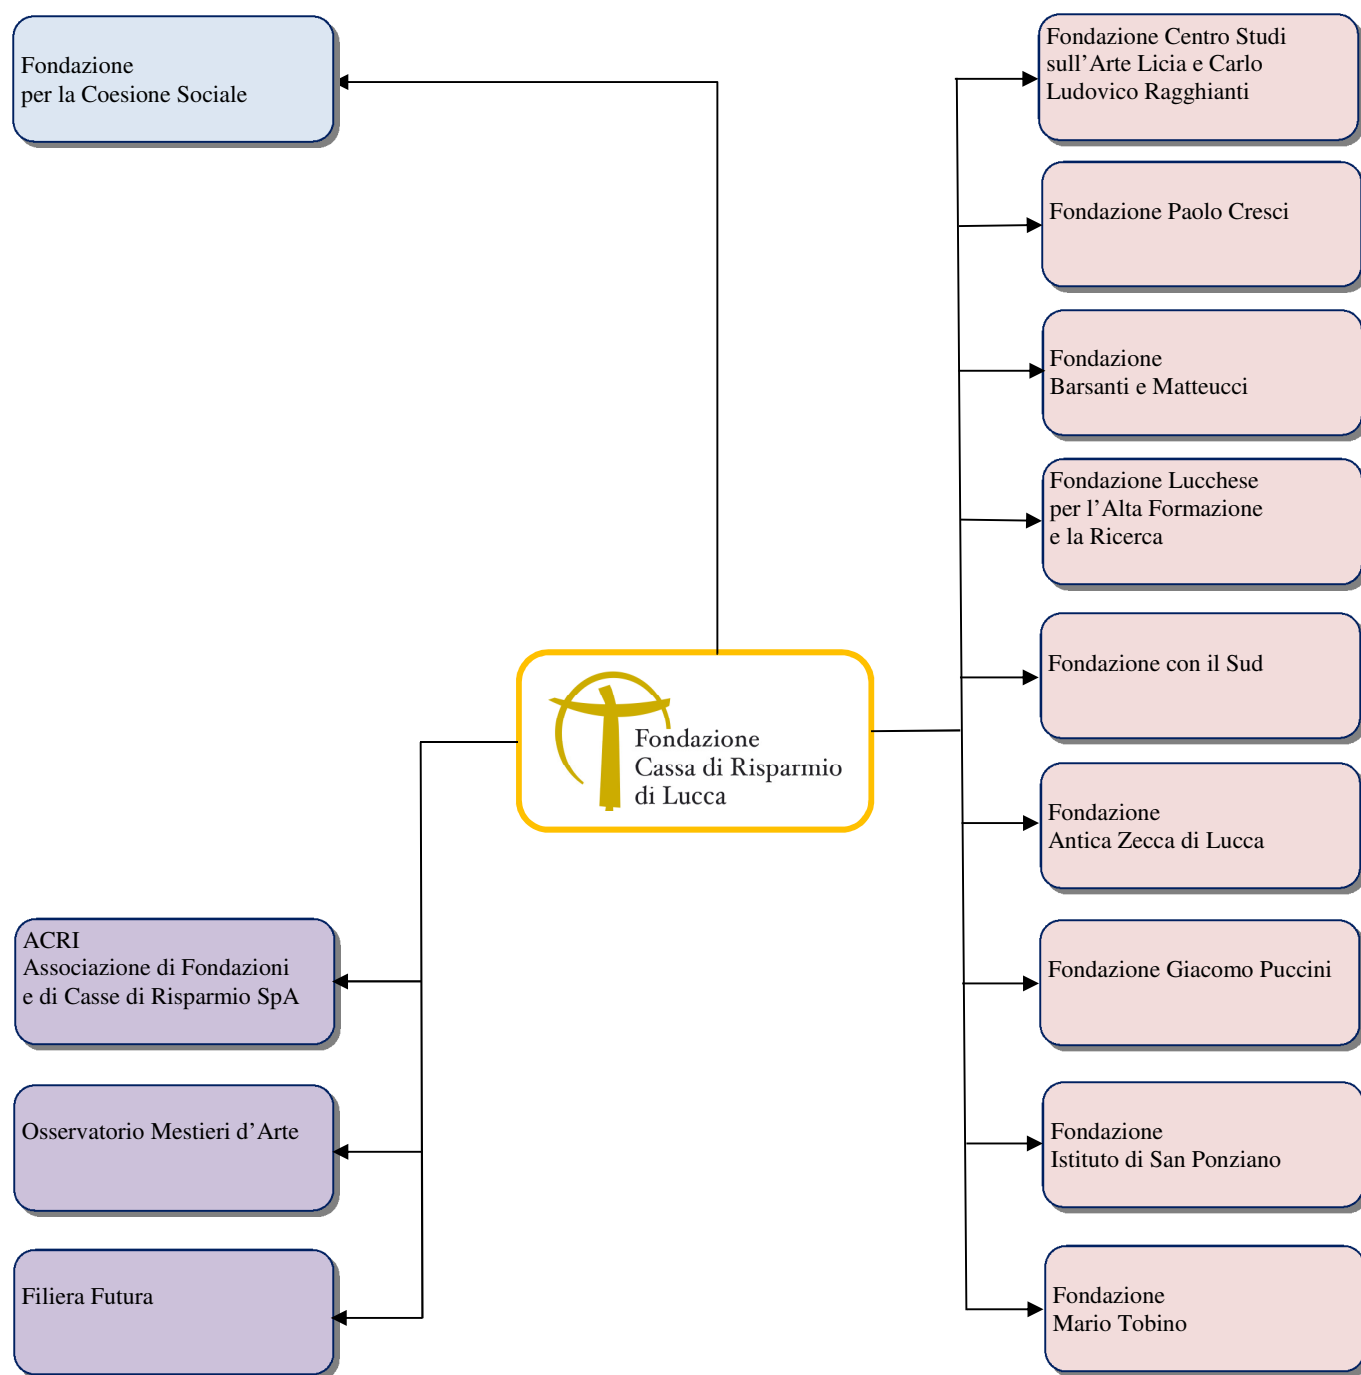 Fondazione
per la Coesione Sociale
Fondazione Centro Studi
sull’Arte Licia e Carlo
Ludovico Ragghianti
Fondazione Paolo Cresci
Fondazione
Barsanti e Matteucci
Fondazione Lucchese
per l’Alta Formazione
e la Ricerca
Fondazione con il Sud
Fondazione
Cassa di Risparmio
di Lucca
Fondazione
Antica Zecca di Lucca
ACRI
Associazione di Fondazioni
e di Casse di Risparmio SpA
Fondazione Giacomo Puccini
Osservatorio Mestieri d’Arte
Fondazione
Istituto di San Ponziano
Filiera Futura
Fondazione
Mario Tobino